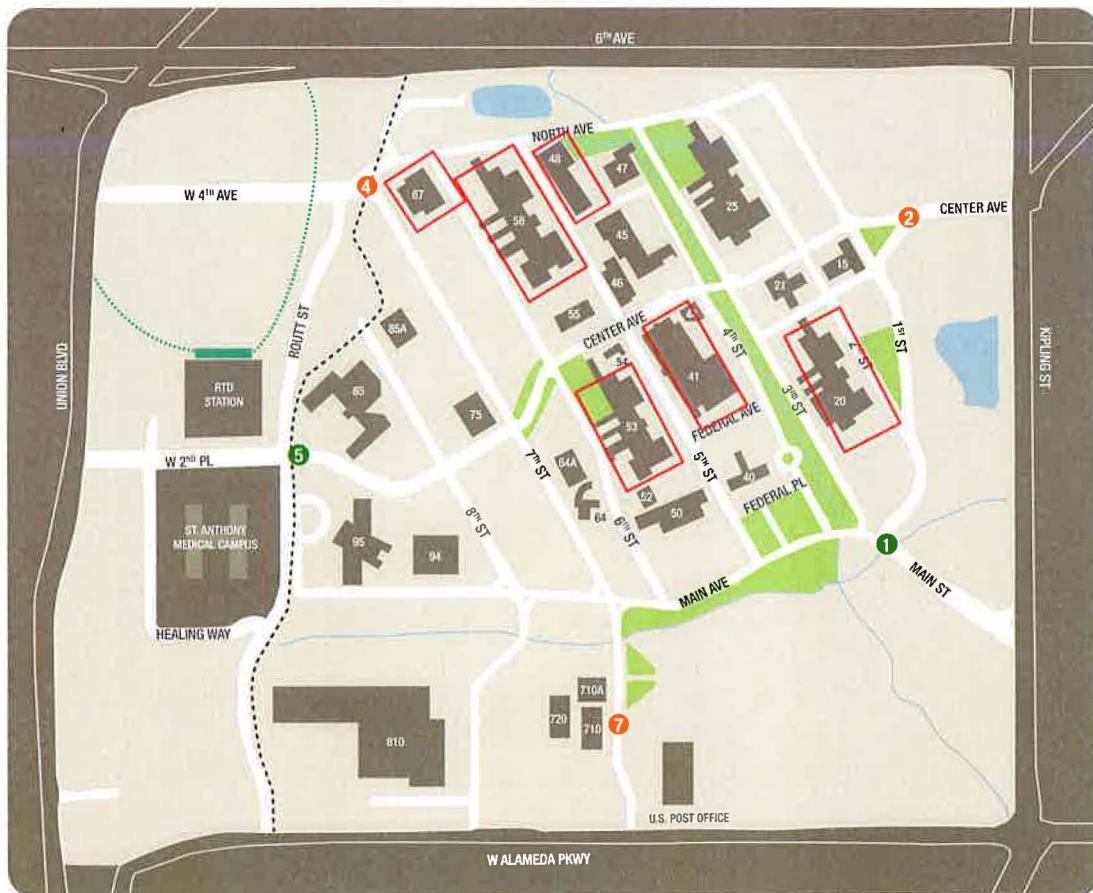 6TH AVE
NORTH AVE
48
47
67
58
25
4
W 4TH AVE
2
CENTER AVE
45
46
15
21
55
CENTER AVE
85A
4TH ST
1ST ST
ROUTT ST
UNION BLVD
KIPLING ST
RTD
STATION
85
54
41
3RD ST
20
75
53
FEDERAL AVE
W 2ND PL
5
7TH ST
64A
5TH ST
40
52
FEDERAL PL
64
50
6TH ST
8TH ST
ST. ANTHONY
MEDICAL CAMPUS
95
94
1
MAIN ST
MAIN AVE
HEALING WAY
710A
720
710
7
810
U.S. POST OFFICE
W ALAMEDA PKWY